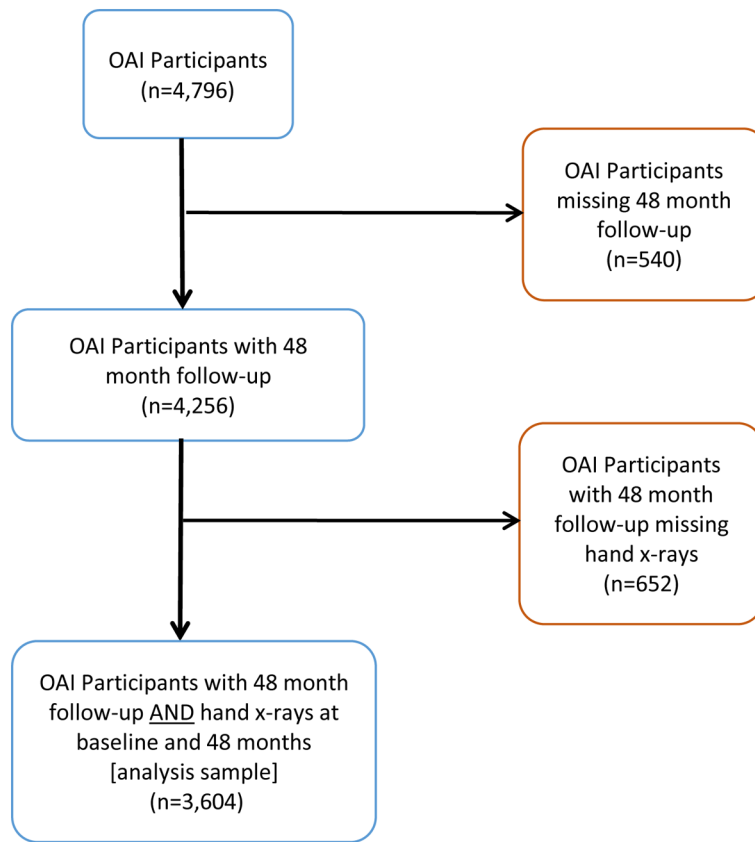 OAI Participants
(n=4,796)
OAI Participants
missing 48 month
follow-up
(n=540)
OAI Participants with 48
month follow-up
(n=4,256)
OAI Participants
with 48 month
follow-up missing
hand x-rays
(n=652)
OAI Participants with 48 month
follow-up AND hand x-rays at
baseline and 48 months
[analysis sample]
(n=3,604)